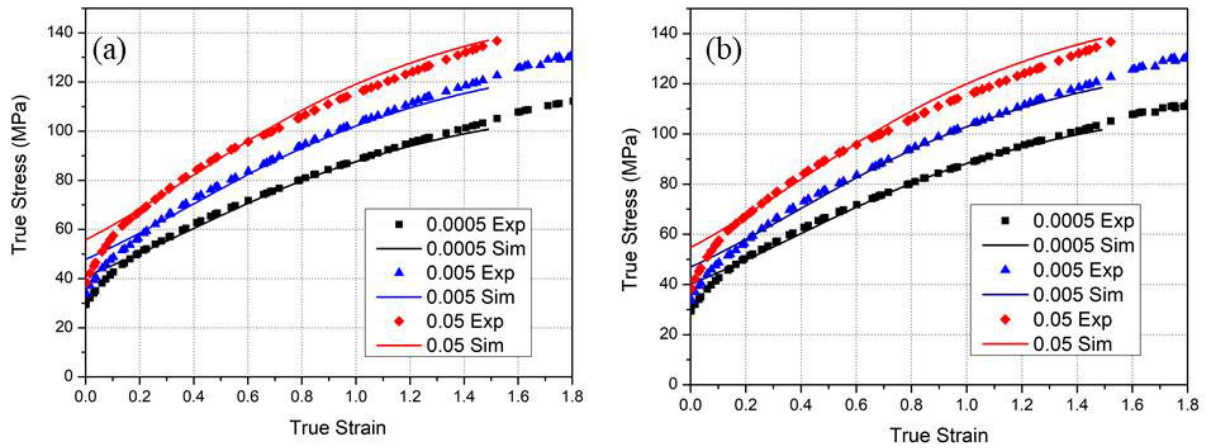 (a)
True Stress (MPa)
140
120
100
80
60
40
20
0
0.0 0.2 0.4 0.6 0.8 1.0 1.2 1.4 1.6 1.8
True Strain
0.0005 Exp
0.0005 Sim
0.005 Exp
0.005 Sim
0.05 Exp
0.05 Sim
(b)
True Stress (MPa)
140
120
100
80
60
40
20
0
0.0 0.2 0.4 0.6 0.8 1.0 1.2 1.4 1.6 1.8
True Strain
0.0005 Exp
0.0005 Sim
0.005 Exp
0.005 Sim
0.05 Exp
0.05 Sim